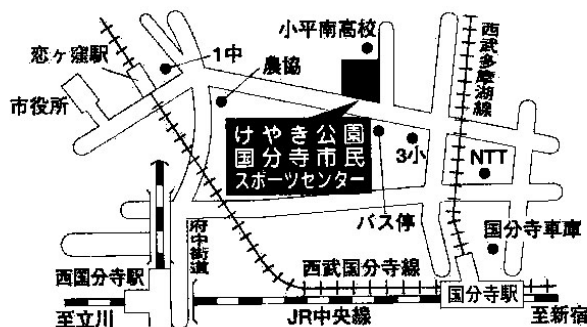 小平南高校
西武多摩湖線
恋ヶ窪駅
1中
農協
市役所
けやき公園
国分寺市民
スポーツセンター
3小
NTT
バス停
府中街道
国分寺車庫
西国分寺駅
西武国分寺線
国分寺駅
至立川
JR中央線
至新宿